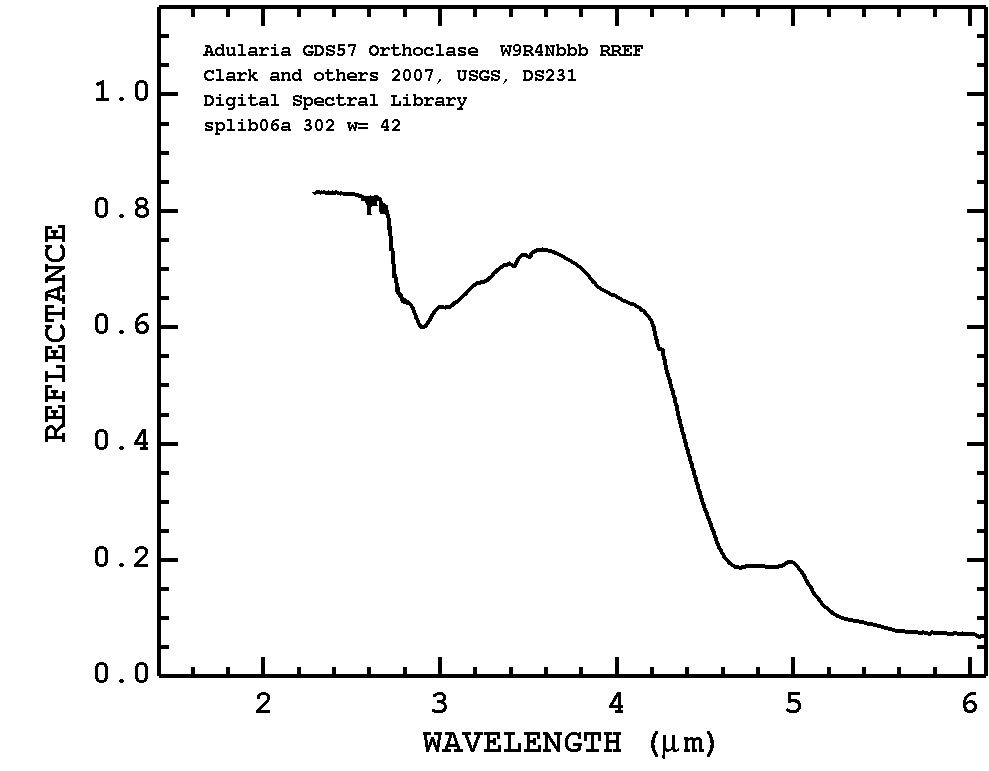 Adularia GDS57 Orthoclase  W9R4Nbbb RREF
Clark and others 2007, USGS, DS231
Digital Spectral Library
splib06a 302 w= 42
1.0
0.8
0.6
0.4
0.2
0.0
REFLECTANCE
2 3 4 5 6
WAVELENGTH (μm)